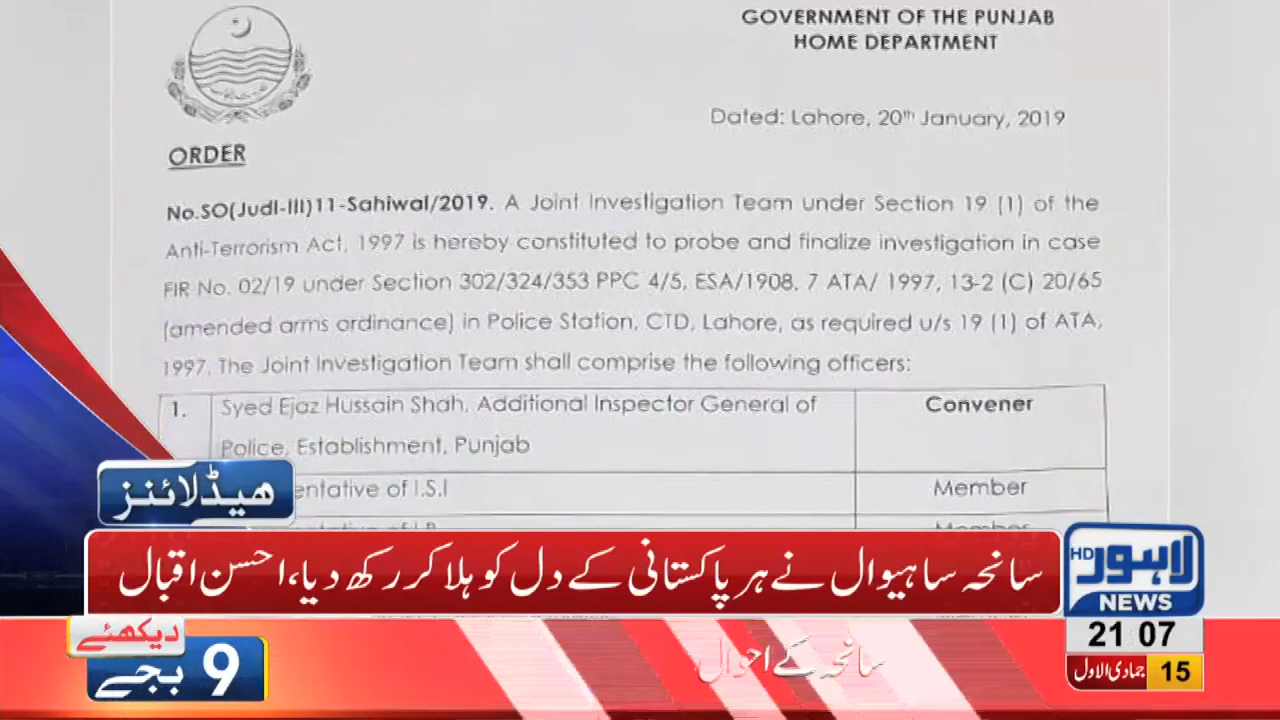 GOVERNMENT OF THE PUNJAB
HOME DEPARTMENT
Dated: Lahore, 20th January, 2019
ORDER
No.SO(Judl-III)11-Sahiwal/2019. A Joint Investigation Team under Section 19 (1) of the
Anti-Terrorism Act, 1997 is hereby constituted to probe and finalize investigation in case
FIR No. 02/19 under Section 302/324/353 PPC 4/5, ESA/1908, 7 ATA/ 1997, 13-2 (C) 20/65
(amended arms ordinance) in Police Station, CTD, Lahore, as required u/s 19 (1) of ATA,
1997. The Joint Investigation Team shall comprise the following officers:
1. Syed Ejaz Hussain Shah, Additional Inspector General of Convener
Police, Establishment, Punjab
entative of I.S.I Member
Member
ہیڈلائنز
سانحہ ساہیوال نے ہر پاکستانی کے دل کو ہلا کر رکھ دیا، احسن اقبال
HD لاہور
NEWS
21 07
15 جمادی الاول
دیکھئے
9 بجے
سانحہ کے احوال